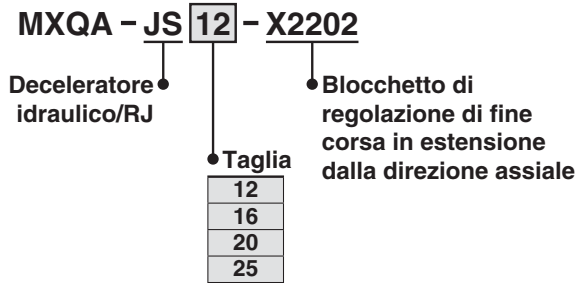 MXQA - JS 12 - X2202
Deceleratore
idraulico/RJ
Blocchetto di
regolazione di fine
corsa in estensione
dalla direzione assiale
Taglia
12
16
20
25